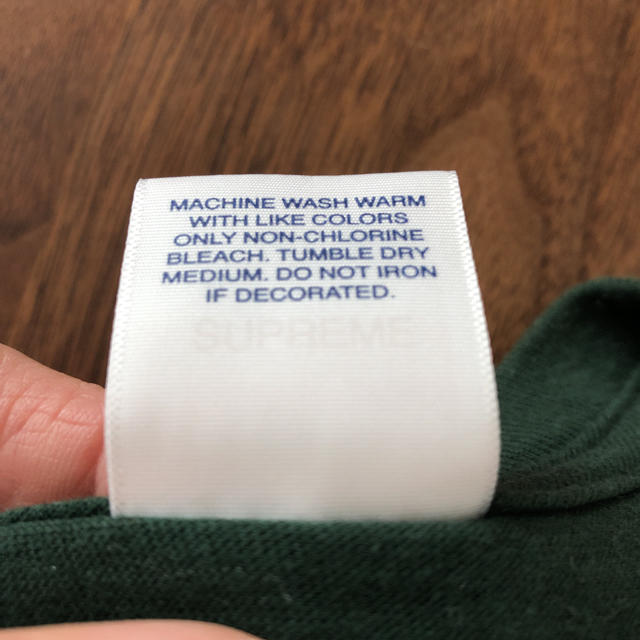 MACHINE WASH WARM
WITH LIKE COLORS
ONLY NON-CHLORINE
BLEACH. TUMBLE DRY
MEDIUM. DO NOT IRON
IF DECORATED.
SUPREME